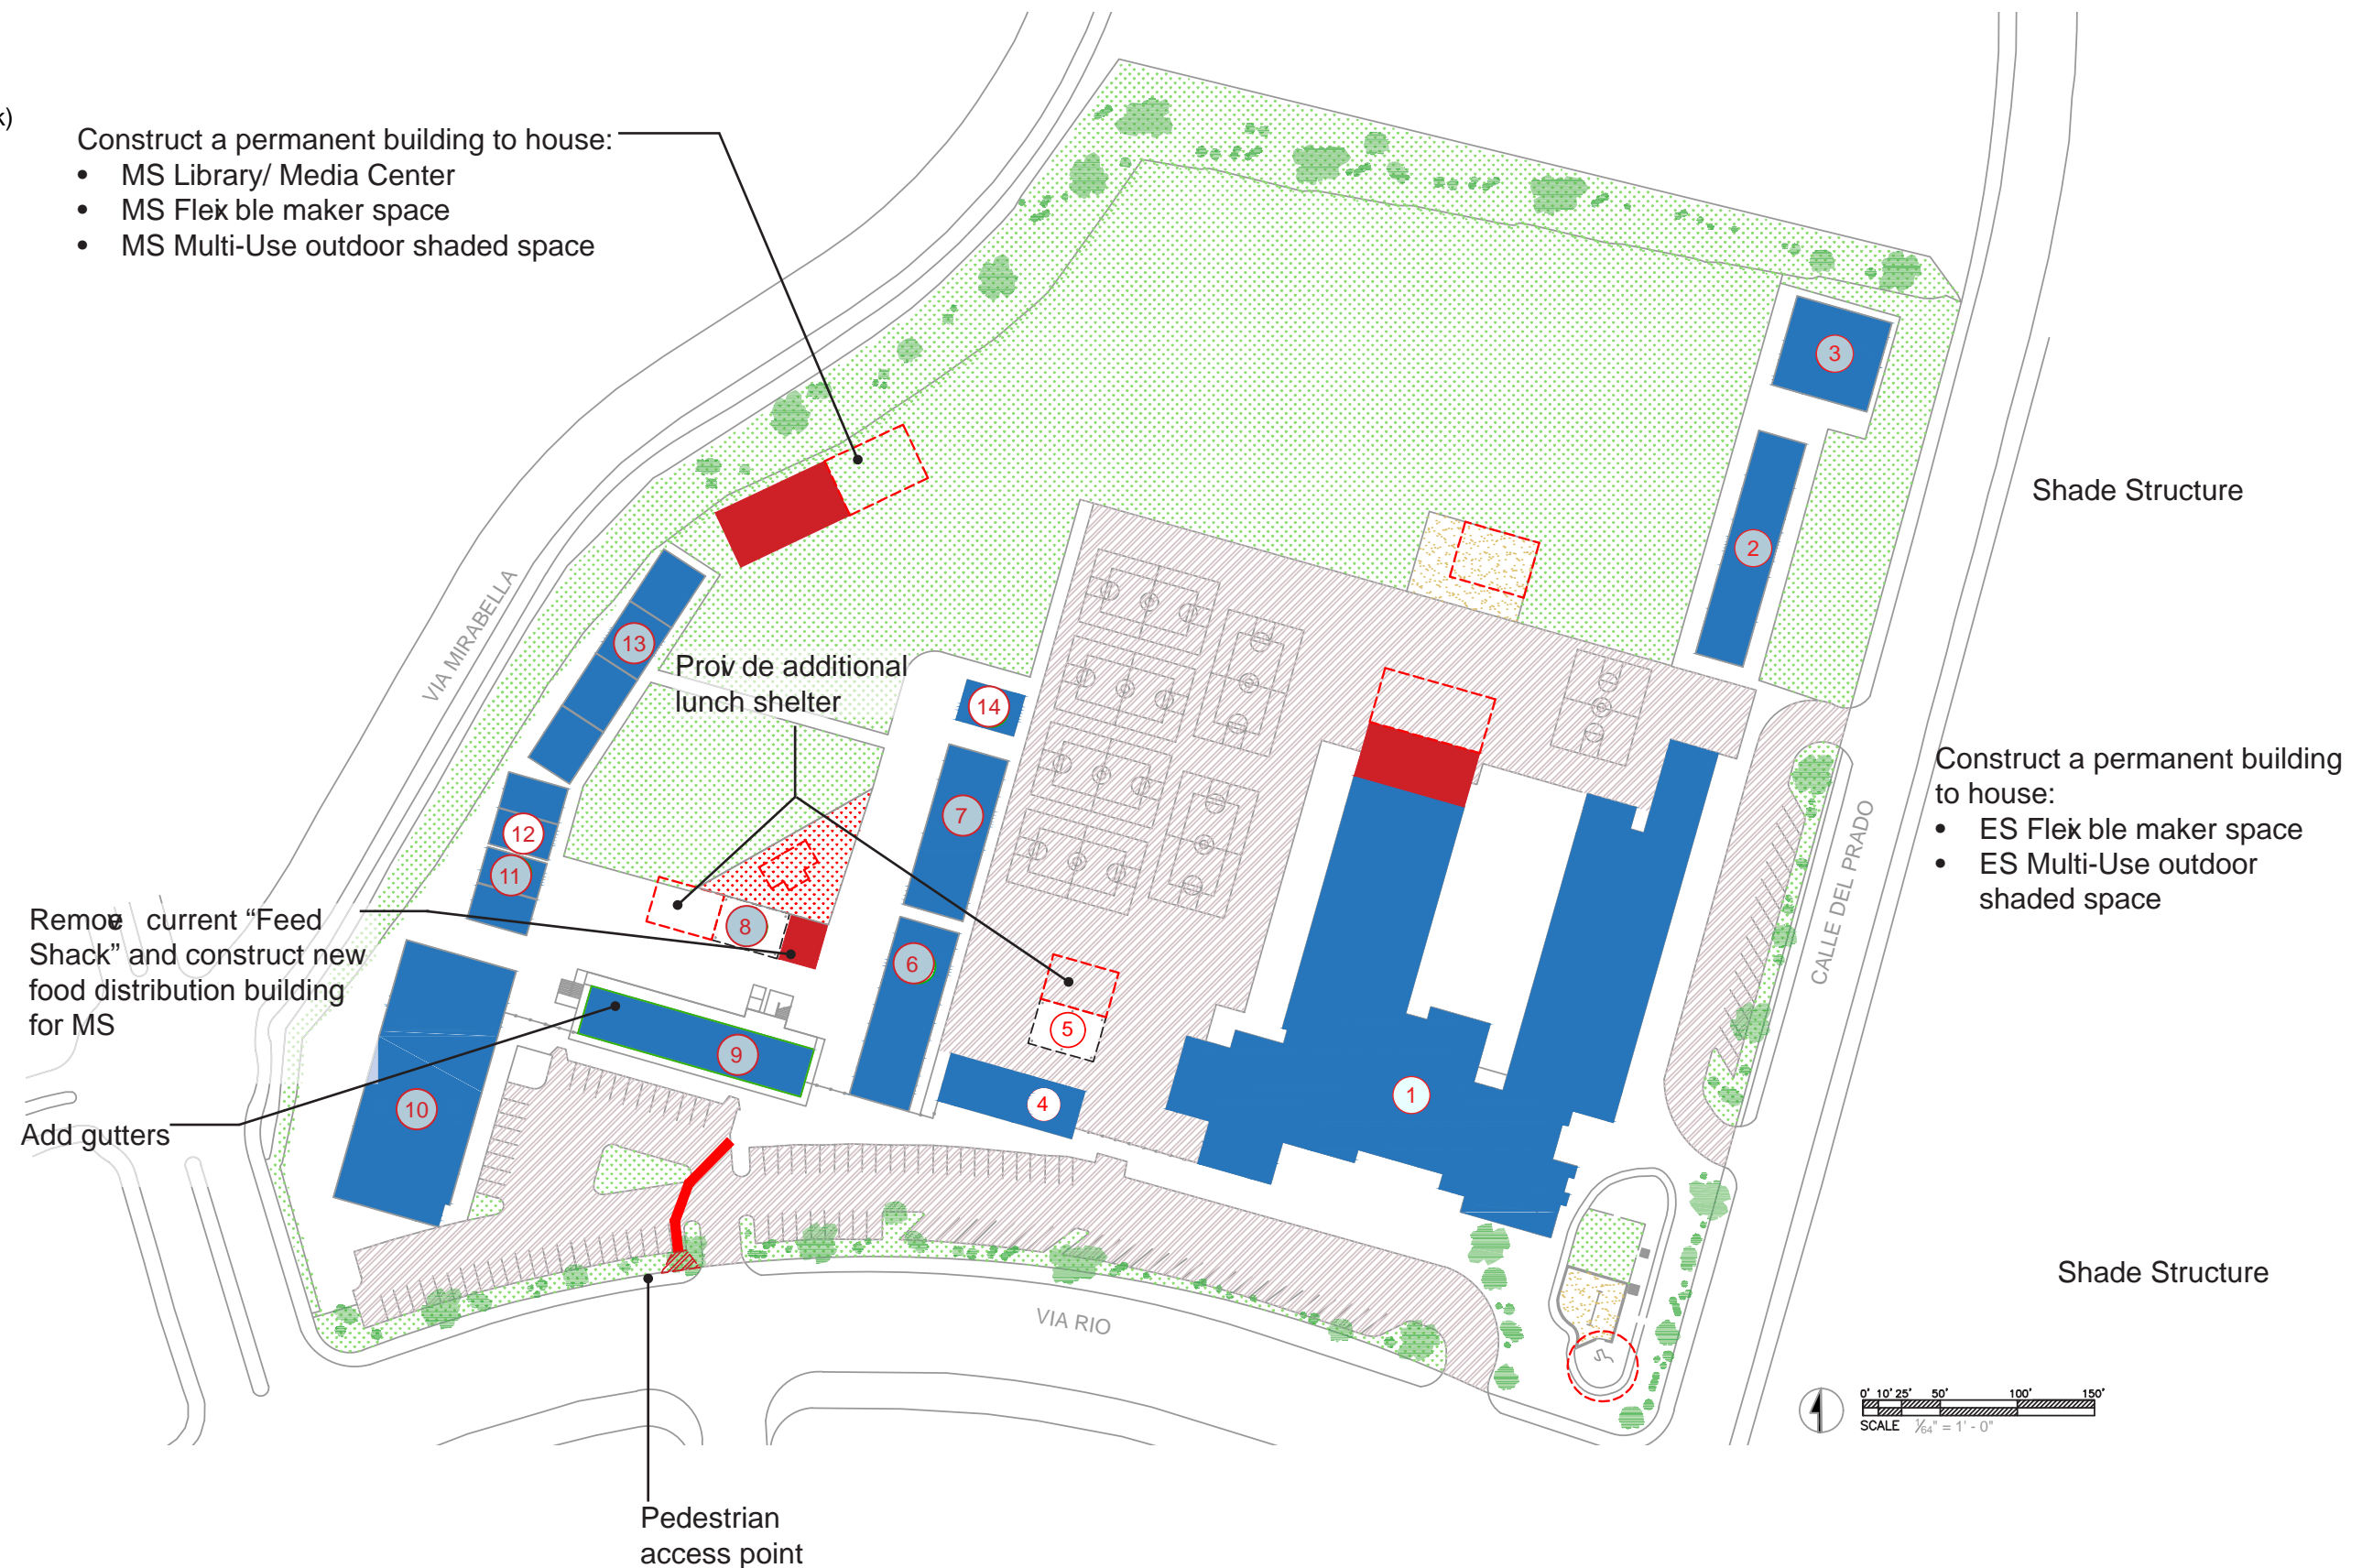 k)
Construct a permanent building to house:
• MS Library/ Media Center
• MS Flexible maker space
• MS Multi-Use outdoor shaded space
3
Shade Structure
2
VIA MIRABELLA
13
Provide additional
lunch shelter
14
Construct a permanent building
to house:
• ES Flexible maker space
• ES Multi-Use outdoor
shaded space
7
12
11
CALLE DEL PRADO
Remove current “Feed
Shack” and construct new
food distribution building
for MS
8
6
5
9
1
4
10
Add gutters
Shade Structure
VIA RIO
0' 10' 25' 50' 100' 150'
SCALE 1/64" = 1' - 0"
Pedestrian
access point